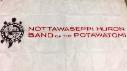 NOTTAWASEPPI HURON
BAND OF THE POTAWATOMI